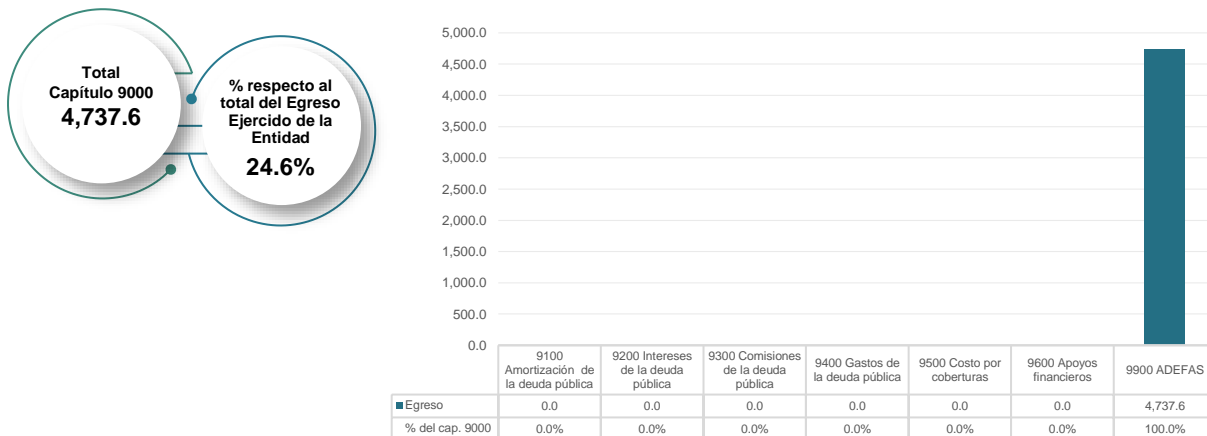 Total
Capítulo 9000
4,737.6
% respecto al
total del Egreso
Ejercido de la
Entidad
24.6%
5,000.0
4,500.0
4,000.0
3,500.0
3,000.0
2,500.0
2,000.0
1,500.0
1,000.0
500.0
0.0
9100
Amortización de
la deuda pública
9200 Intereses
de la deuda
pública
9300 Comisiones
de la deuda
pública
9400 Gastos de
la deuda pública
9500 Costo por
coberturas
9600 Apoyos
financieros
9900 ADEFAS
Egreso 0.0 0.0 0.0 0.0 0.0 0.0 4,737.6
% del cap. 9000 0.0% 0.0% 0.0% 0.0% 0.0% 0.0% 100.0%